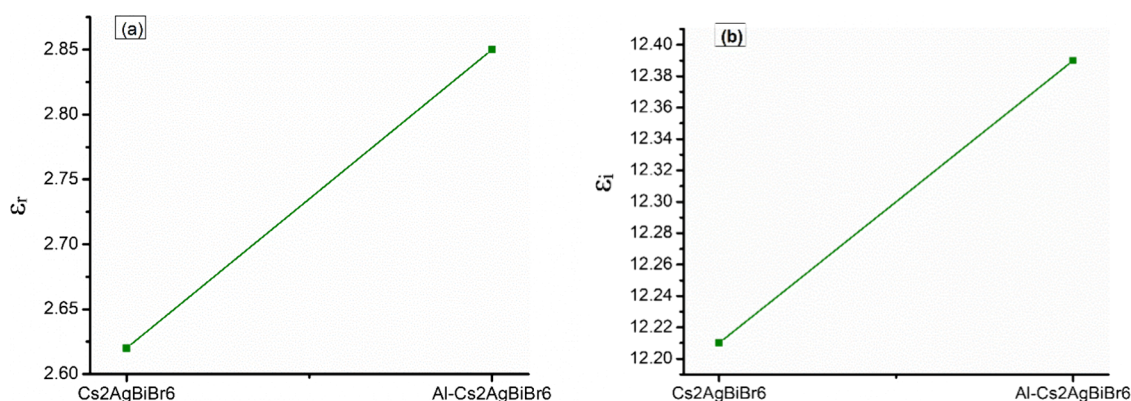 (a)
2.85
2.80
2.75
2.70
2.65
2.60
εr
Cs2AgBiBr6
Al-Cs2AgBiBr6
(b)
12.40
12.38
12.36
12.34
12.32
12.30
12.28
12.26
12.24
12.22
12.20
εi
Cs2AgBiBr6
Al-Cs2AgBiBr6